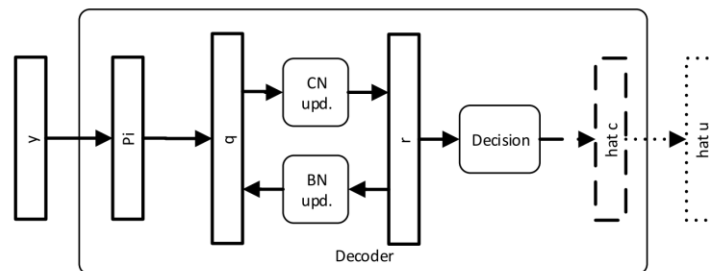 y
Pi
q
CN
upd.
BN
upd.
r
Decision
hat c
hat u
Decoder